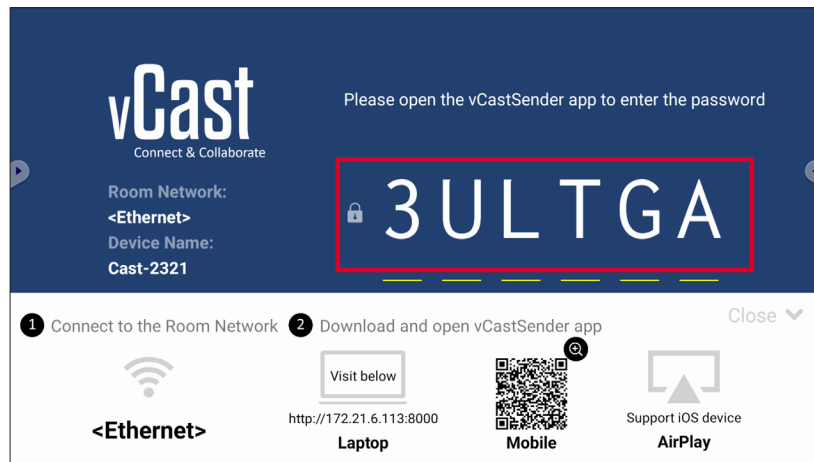 vCast
Connect & Collaborate
Please open the vCastSender app to enter the password
Room Network:
<Ethernet>
Device Name:
Cast-2321
3ULTGA
1 Connect to the Room Network
2 Download and open vCastSender app
Close
<Ethernet>
Visit below
http://172.21.6.113:8000
Laptop
Mobile
Support iOS device
AirPlay